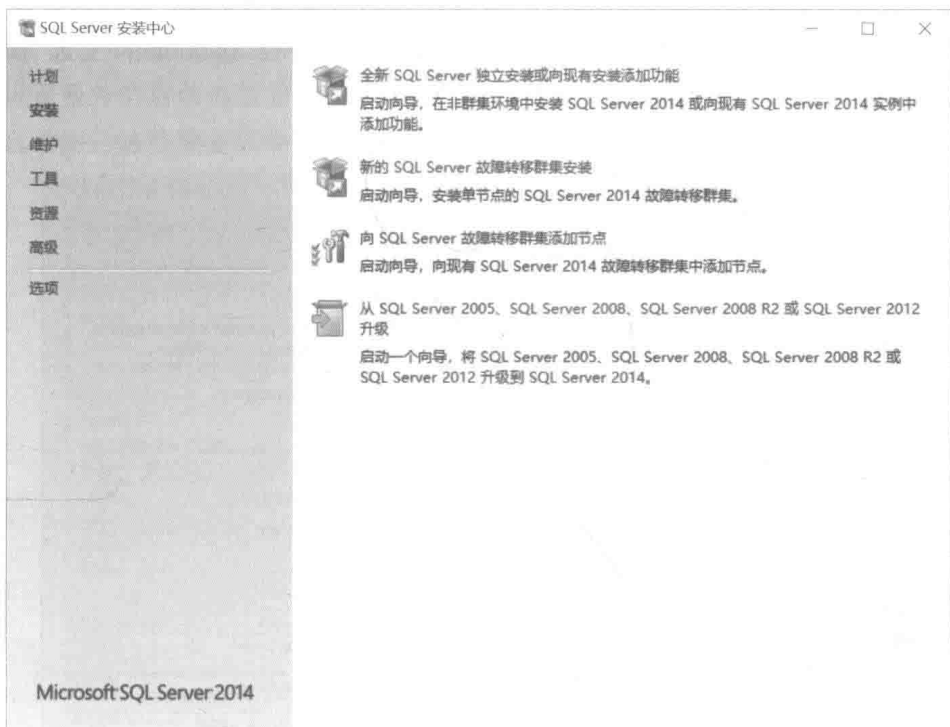 SQL Server 安装中心
计划
安装
维护
工具
资源
高级
选项
全新 SQL Server 独立安装或向现有安装添加功能
启动向导，在非群集环境中安装 SQL Server 2014 或向现有 SQL Server 2014 实例中
添加功能。
新的 SQL Server 故障转移群集安装
启动向导，安装单节点的 SQL Server 2014 故障转移群集。
向 SQL Server 故障转移群集添加节点
启动向导，向现有 SQL Server 2014 故障转移群集中添加节点。
从 SQL Server 2005、SQL Server 2008、SQL Server 2008 R2 或 SQL Server 2012
升级
启动一个向导，将 SQL Server 2005、SQL Server 2008、SQL Server 2008 R2 或
SQL Server 2012 升级到 SQL Server 2014。
Microsoft SQL Server 2014